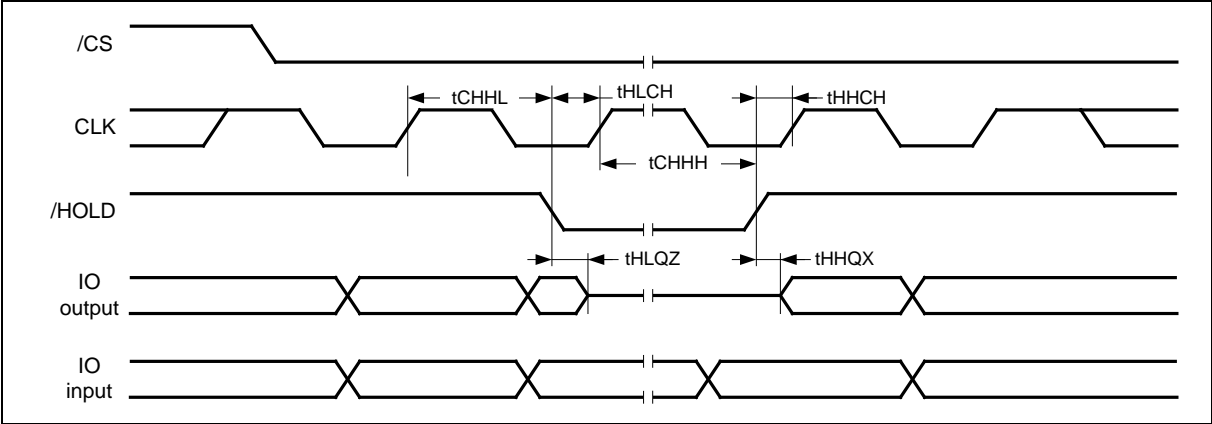 /CS
tCHHL
tHLCH
tHHCH
CLK
tCHHH
/HOLD
tHLQZ
tHHQX
IO
output
IO
input